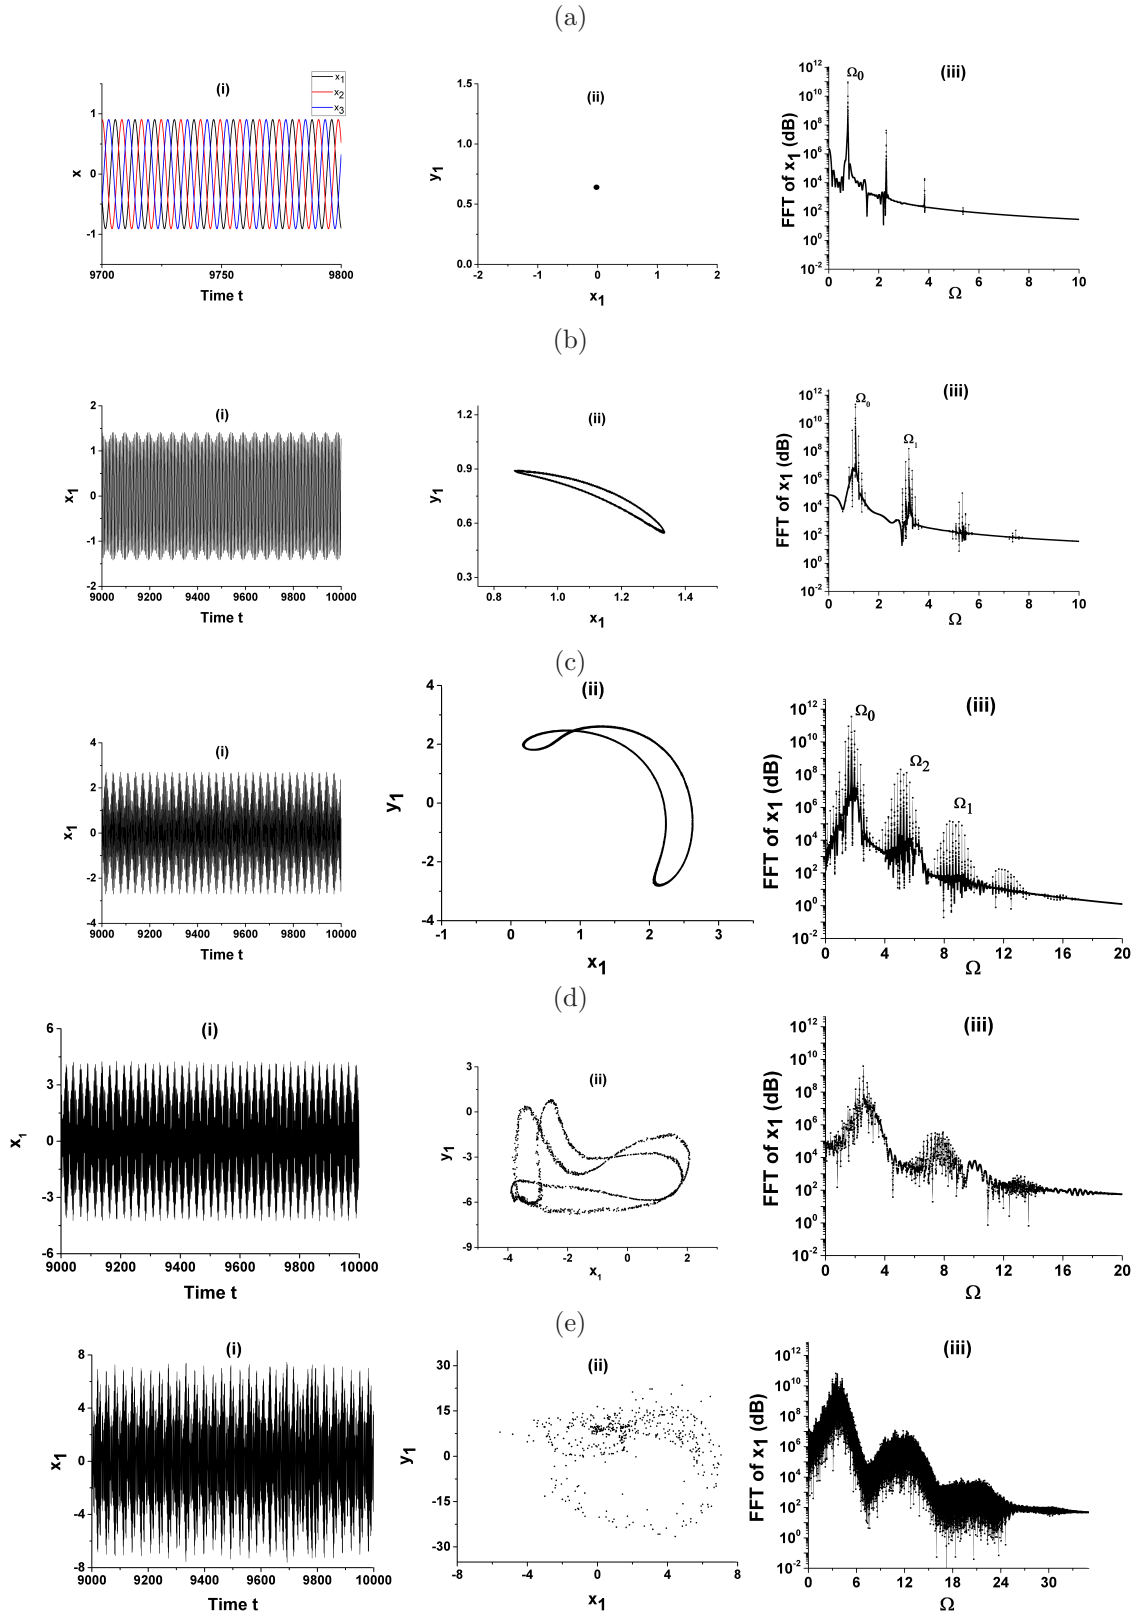 (a)
(i)
x₁
x₂
x₃
x
1
0
-1
9700
9750
9800
Time t
(ii)
y₁
1.5
1.0
0.5
0.0
-2
-1
0
1
2
x₁
(iii)
Ω₀
FFT of x₁ (dB)
10¹²
10¹⁰
10⁸
10⁶
10⁴
10²
10⁰
10⁻²
0
2
4
6
8
10
Ω
(b)
(i)
x₁
2
1
0
-1
-2
9000
9200
9400
9600
9800
10000
Time t
(ii)
y₁
1.2
0.9
0.6
0.3
0.8
1.0
1.2
1.4
x₁
(iii)
Ω₀
Ω₁
FFT of x₁ (dB)
10¹²
10¹⁰
10⁸
10⁶
10⁴
10²
10⁰
10⁻²
0
2
4
6
8
10
Ω
(c)
(i)
x₁
4
2
0
-2
-4
9000
9200
9400
9600
9800
10000
Time t
(ii)
y₁
4
2
0
-2
-4
-1
0
1
2
3
x₁
(iii)
Ω₀
Ω₂
Ω₁
FFT of x₁ (dB)
10¹²
10¹⁰
10⁸
10⁶
10⁴
10²
10⁰
10⁻²
0
4
8
12
16
20
Ω
(d)
(i)
x₁
6
3
0
-3
-6
9000
9200
9400
9600
9800
10000
Time t
(ii)
y₁
3
0
-3
-6
-9
-4
-2
0
2
x₁
(iii)
FFT of x₁ (dB)
10¹²
10¹⁰
10⁸
10⁶
10⁴
10²
10⁰
10⁻²
0
4
8
12
16
20
Ω
(e)
(i)
x₁
8
4
0
-4
-8
9000
9200
9400
9600
9800
10000
Time t
(ii)
y₁
30
15
0
-15
-30
-8
-4
0
4
8
x₁
(iii)
FFT of x₁ (dB)
10¹²
10¹⁰
10⁸
10⁶
10⁴
10²
10⁰
10⁻²
0
6
12
18
24
30
Ω